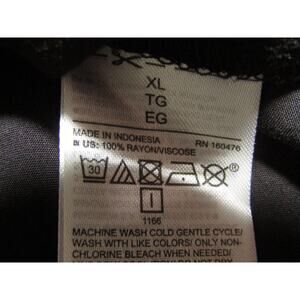 XL
TG
EG
MADE IN INDONESIA RN 160476
US: 100% RAYON/VISCOSE
30
I
1166
MACHINE WASH COLD GENTLE CYCLE/
WASH WITH LIKE COLORS/ ONLY NON-
CHLORINE BLEACH WHEN NEEDED/